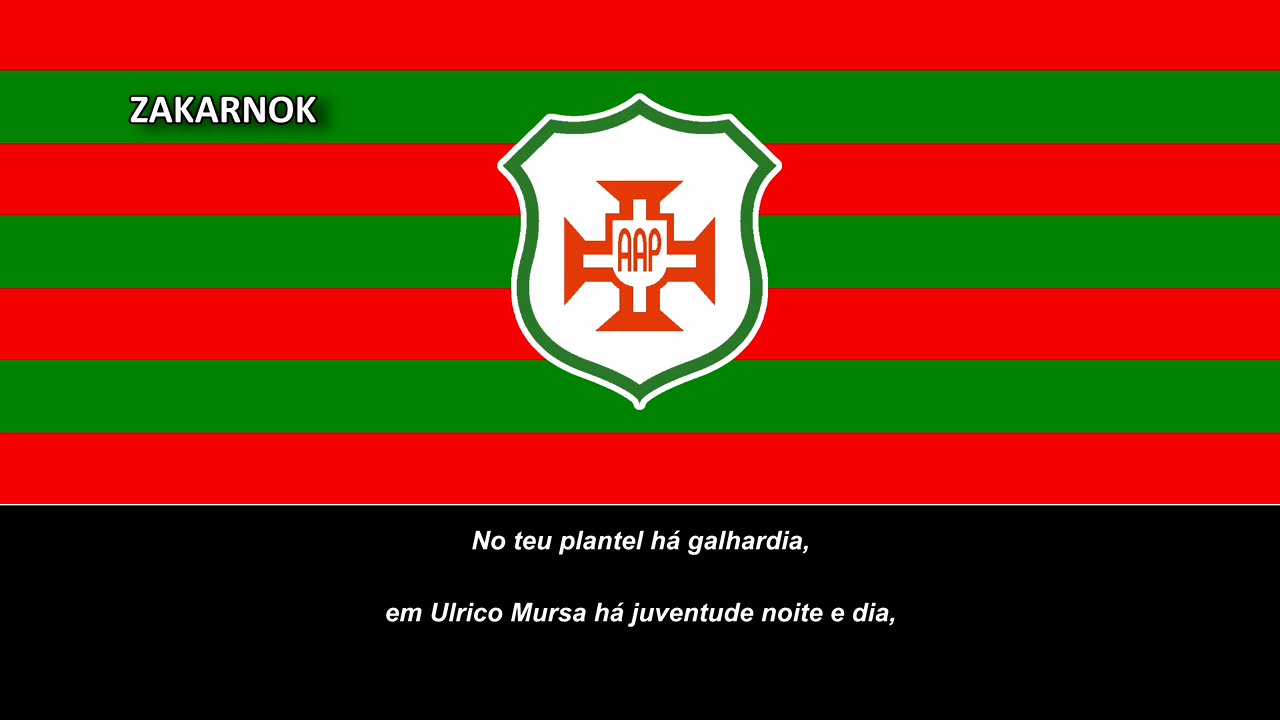 ZAKARNOK
AAP
No teu plantel há galhardia,
em Ulrico Mursa há juventude noite e dia,